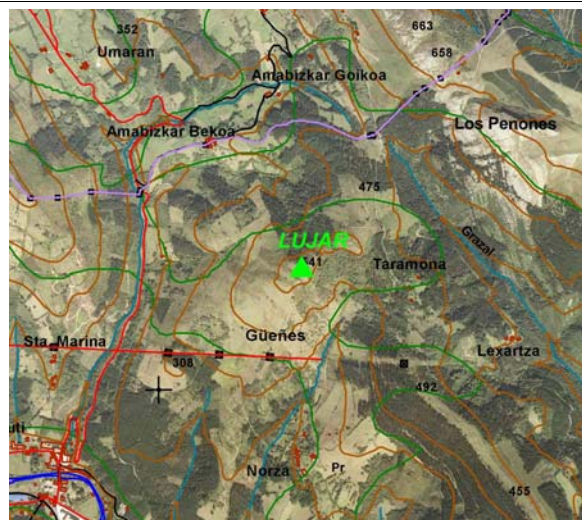 663
352
Umaran
658
Amabizkar Goikoa
Amabizkar Bekoa
Los Penones
475
Grazal
LUJAR
Taramona
Güeñes
Sta. Marina
308
Lexartza
492
uti
Norza
Pr
455